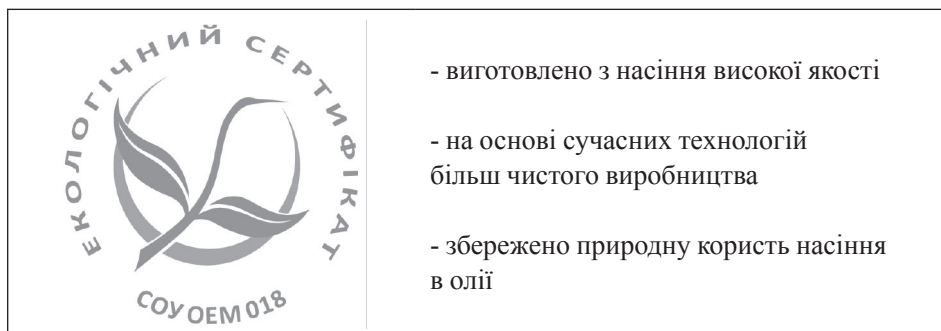 ЕКОЛОГІЧНИЙ СЕРТИФІКАТ
СОУ ОЕМ 018
- виготовлено з насіння високої якості
- на основі сучасних технологій
більш чистого виробництва
- збережено природну користь насіння
в олії